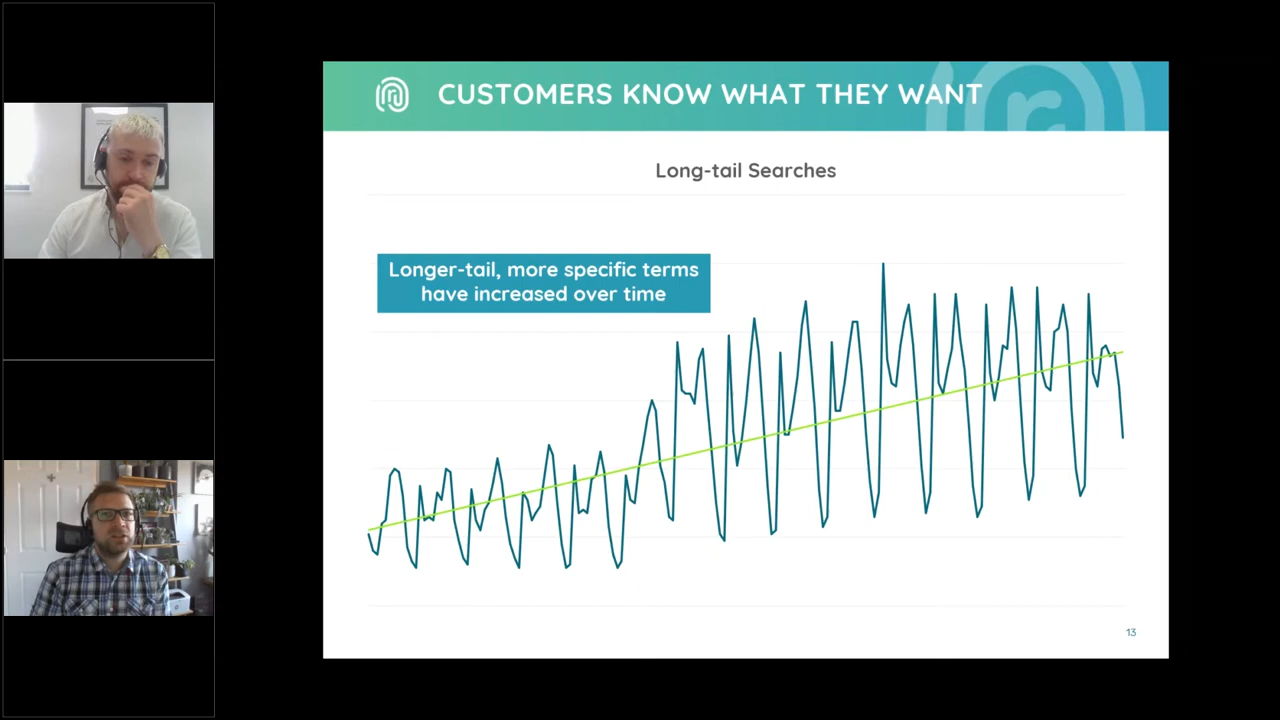 CUSTOMERS KNOW WHAT THEY WANT
Long-tail Searches
Longer-tail, more specific terms
have increased over time
13